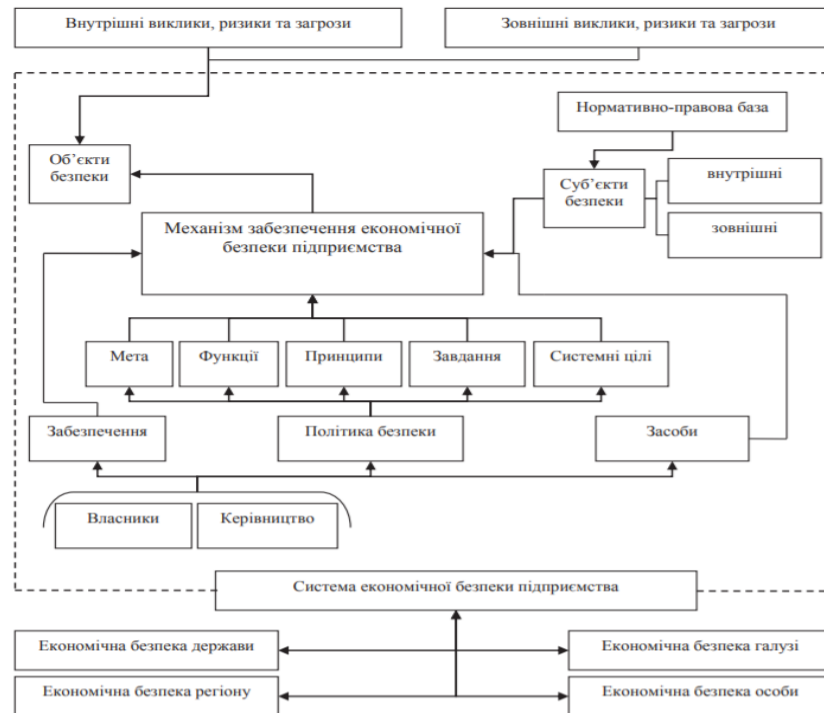 Внутрішні виклики, ризики та загрози
Зовнішні виклики, ризики та загрози
Нормативно-правова база
Об’єкти
безпеки
Суб’єкти
безпеки
внутрішні
зовнішні
Механізм забезпечення економічної
безпеки підприємства
Мета
Функції
Принципи
Завдання
Системні цілі
Забезпечення
Політика безпеки
Засоби
Власники
Керівництво
Система економічної безпеки підприємства
Економічна безпека держави
Економічна безпека галузі
Економічна безпека регіону
Економічна безпека особи